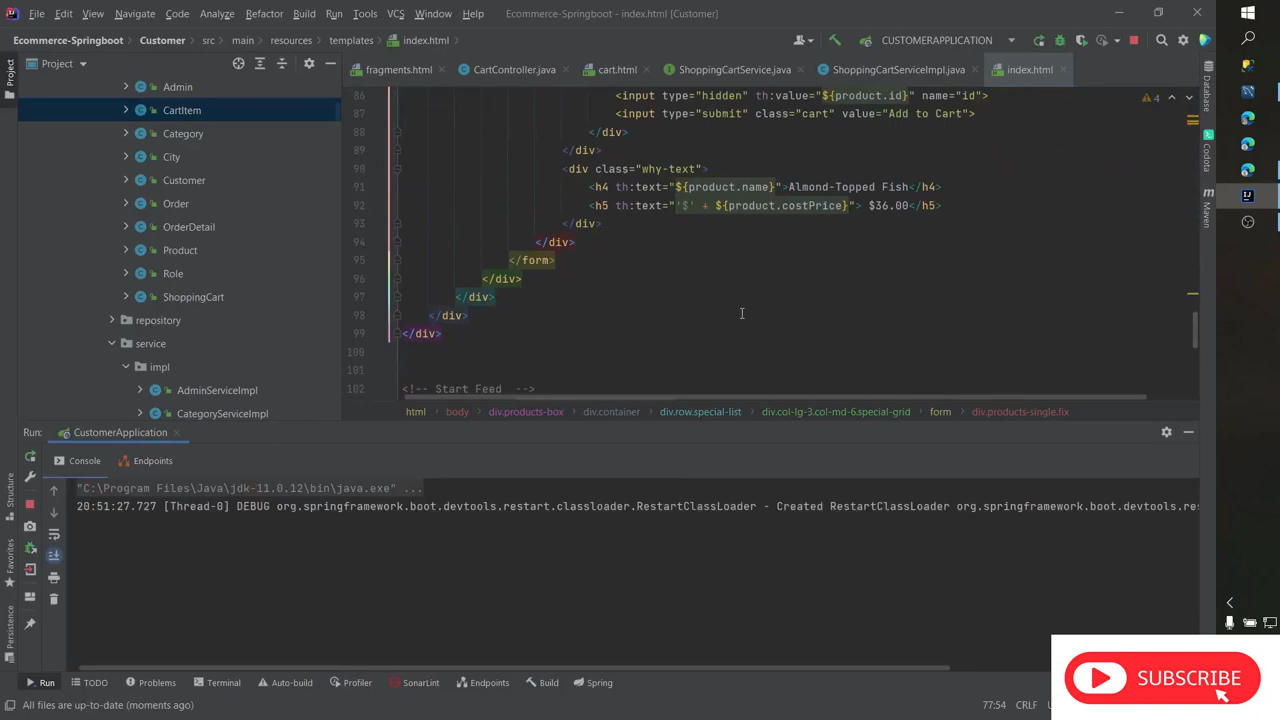 File Edit View Navigate Code Analyze Refactor Build Run Tools VCS Window Help Ecommerce-Springboot - index.html [Customer]
Ecommerce-Springboot Customer src main resources templates index.html CUSTOMERAPPLICATION
Project
fragments.html CartController.java cart.html ShoppingCartService.java ShoppingCartServiceImpl.java index.html
Project
Admin
CartItem
Category
City
Customer
Order
OrderDetail
Product
Role
ShoppingCart
repository
service
impl
AdminServiceImpl
CategoryServiceImpl
86 <input type="hidden" th:value="${product.id}" name="id">
87 <input type="submit" class="cart" value="Add to Cart">
88 </div>
89 </div>
90 <div class="why-text">
91 <h4 th:text="${product.name}">Almond-Topped Fish</h4>
92 <h5 th:text="'$' + ${product.costPrice}"> $36.00</h5>
93 </div>
94 </div>
95 </form>
96 </div>
97 </div>
98 </div>
99 </div>
100
101
102 <!-- Start Feed -->
4
Database
Codota
Maven
html body div.products-box div.container div.row.special-list div.col-lg-3.col-md-6.special-grid form div.products-single.fix
Run: CustomerApplication
Console Endpoints
"C:\Program Files\Java\jdk-11.0.12\bin\java.exe" ...
20:51:27.727 [Thread-0] DEBUG org.springframework.boot.devtools.restart.classloader.RestartClassLoader - Created RestartClassLoader org.springframework.boot.devtools.res
Structure
Favorites
Persistence
Run TODO Problems Terminal Auto-build Profiler SonarLint Endpoints Build Spring
All files are up-to-date (moments ago) 77:54 CRLF
SUBSCRIBE